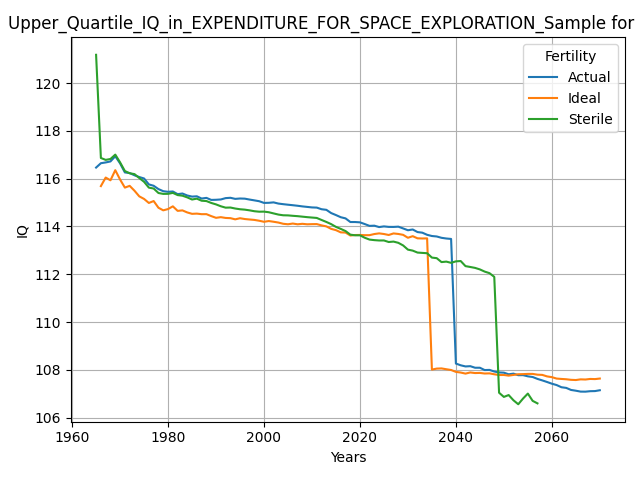 Upper_Quartile_IQ_in_EXPENDITURE_FOR_SPACE_EXPLORATION_Sample for
Fertility
Actual
Ideal
Sterile
120
118
116
114
112
110
108
106
IQ
1960 1980 2000 2020 2040 2060
Years